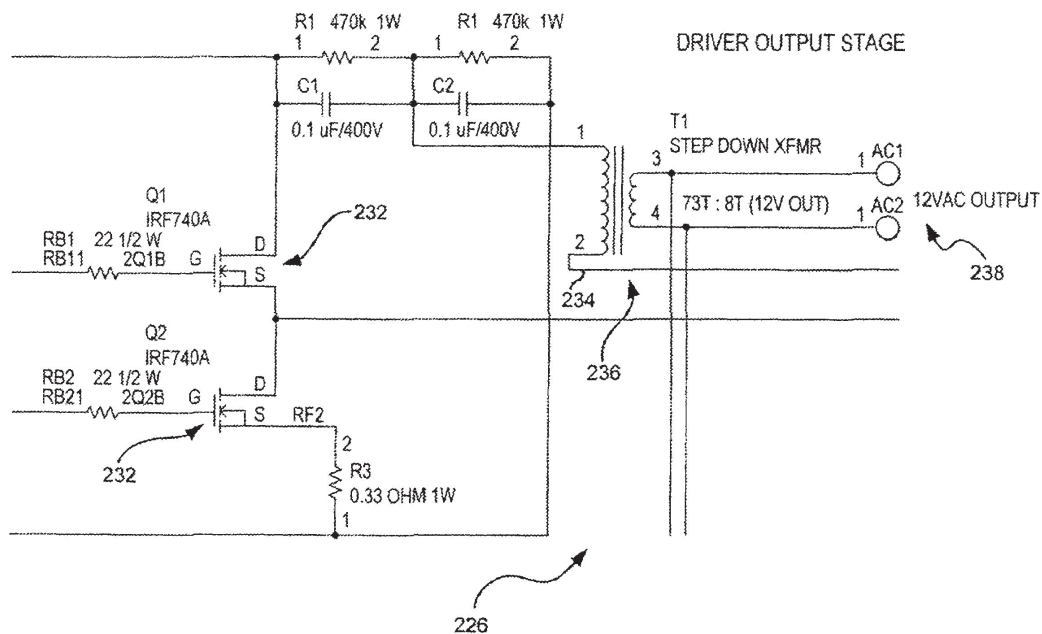 R1 470k 1W
1 2
R1 470k 1W
1 2
DRIVER OUTPUT STAGE
C1
0.1 uF/400V
C2
0.1 uF/400V
T1
STEP DOWN XFMR
1
2
3
4
73T : 8T (12V OUT)
1 AC1
1 AC2
12VAC OUTPUT
238
Q1
IRF740A
232
RB1 22 1/2 W
RB11 2Q1B
G
D
S
234
236
Q2
IRF740A
RB2 22 1/2 W
RB21 2Q2B
G
D
S
RF2
232
2
R3
0.33 OHM 1W
1
226